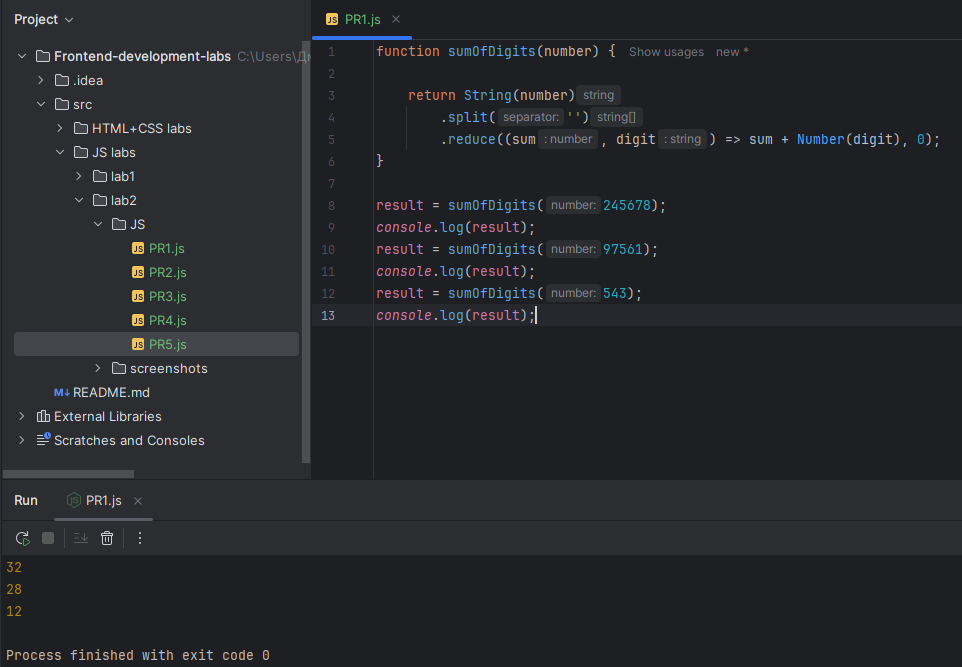 Project
Frontend-development-labs C:\Users\Дм
.idea
src
HTML+CSS labs
JS labs
lab1
lab2
JS
JS PR1.js
JS PR2.js
JS PR3.js
JS PR4.js
JS PR5.js
screenshots
M↓ README.md
External Libraries
Scratches and Consoles
JS PR1.js ×
1 function sumOfDigits(number) { Show usages new *
2
3 return String(number) string
4 .split( separator: '') string[]
5 .reduce((sum : number , digit : string ) => sum + Number(digit), 0);
6 }
7
8 result = sumOfDigits( number: 245678);
9 console.log(result);
10 result = sumOfDigits( number: 97561);
11 console.log(result);
12 result = sumOfDigits( number: 543);
13 console.log(result);
Run JS PR1.js ×
32
28
12
Process finished with exit code 0